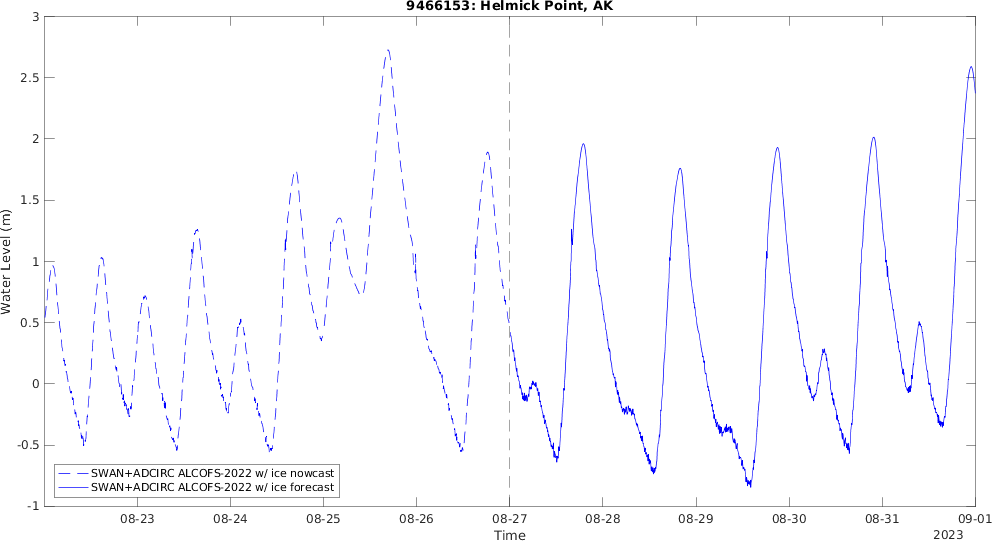 9466153: Helmick Point, AK
3
2.5
2
1.5
1
0.5
0
-0.5
-1
Water Level (m)
SWAN+ADCIRC ALCOFS-2022 w/ ice nowcast
SWAN+ADCIRC ALCOFS-2022 w/ ice forecast
08-23 08-24 08-25 08-26 08-27 08-28 08-29 08-30 08-31 09-01
Time
2023